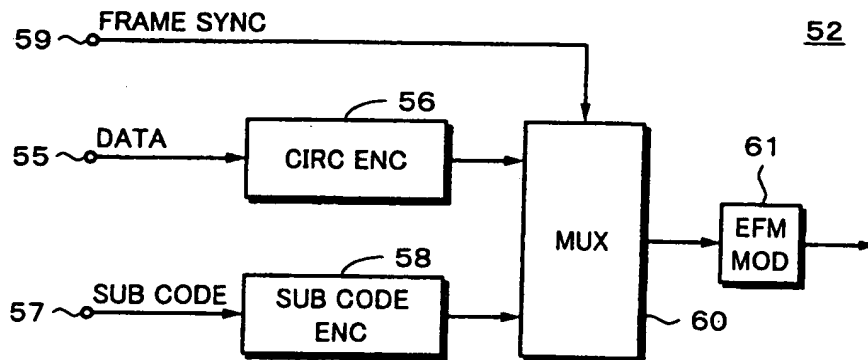 59 FRAME SYNC
52
56
55 DATA
CIRC ENC
61
MUX
EFM
MOD
58
57 SUB CODE
SUB CODE
ENC
60